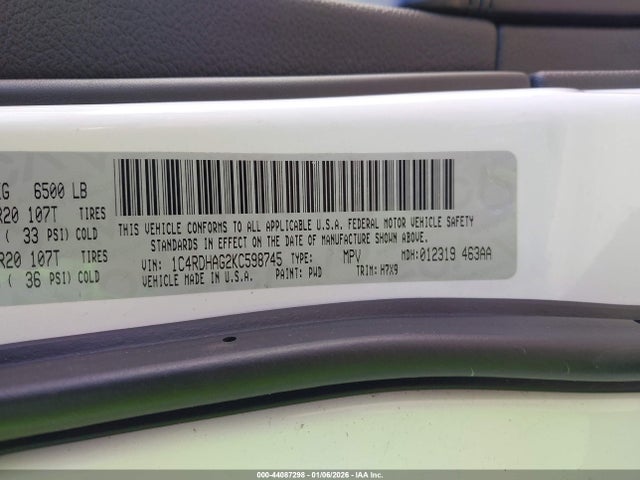 KG 6500 LB
R20 107T TIRES
( 33 PSI) COLD
R20 107T TIRES
( 36 PSI) COLD
THIS VEHICLE CONFORMS TO ALL APPLICABLE U.S.A. FEDERAL MOTOR VEHICLE SAFETY
STANDARDS IN EFFECT ON THE DATE OF MANUFACTURE SHOWN ABOVE.
VIN: 1C4RDHAG2KC598745 TYPE: MPV MDH: 012319 463AA
VEHICLE MADE IN U.S.A. PAINT: PWD TRIM: H7X9
000-44087298 - 01/06/2026 - IAA Inc.